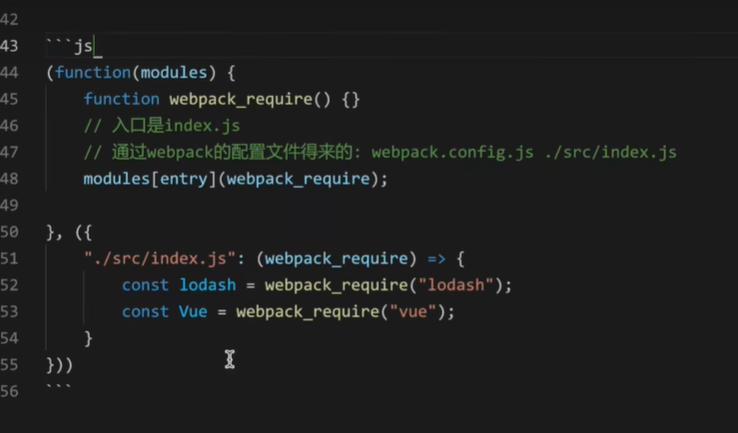 42
43 ```js
44 (function(modules) {
45     function webpack_require() {}
46     // 入口是index.js
47     // 通过webpack的配置文件得来的: webpack.config.js ./src/index.js
48     modules[entry](webpack_require);
49
50 }, ({
51     "./src/index.js": (webpack_require) => {
52         const lodash = webpack_require("lodash");
53         const Vue = webpack_require("vue");
54     }
55 }))
56 ```